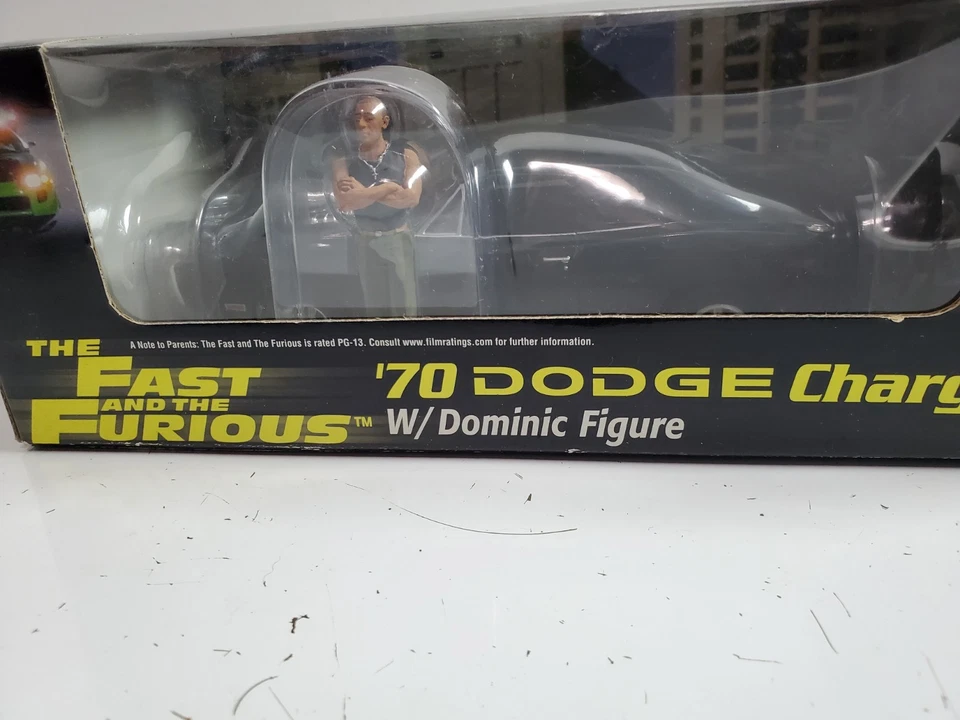 THE
FAST
AND THE
FURIOUS™
A Note to Parents: The Fast and The Furious is rated PG-13. Consult www.filmratings.com for further information.
'70 DODGE Charg
W/ Dominic Figure